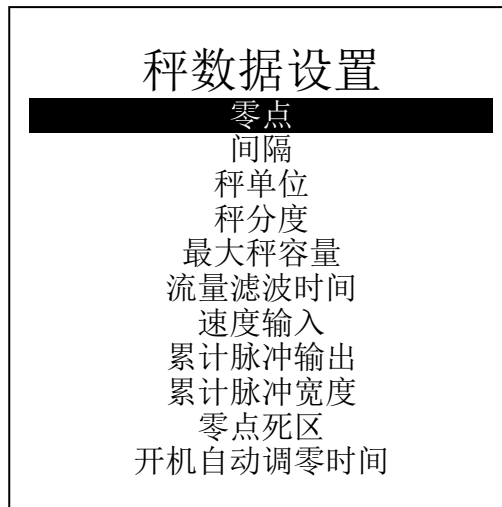 秤数据设置
零点
间隔
秤单位
秤分度
最大秤容量
流量滤波时间
速度输入
累计脉冲输出
累计脉冲宽度
零点死区
开机自动调零时间